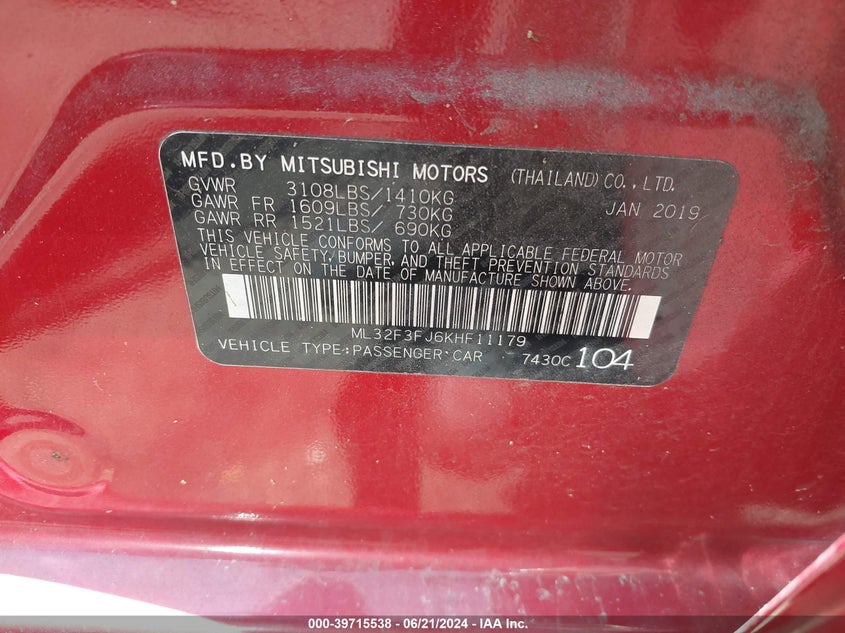 MFD.BY MITSUBISHI MOTORS (THAILAND) CO.,LTD.
GVWR 3108LBS/1410KG JAN 2019
GAWR FR 1609LBS/ 730KG
GAWR RR 1521LBS/ 690KG
THIS VEHICLE CONFORMS TO ALL APPLICABLE FEDERAL MOTOR
VEHICLE SAFETY, BUMPER, AND THEFT PREVENTION STANDARDS
IN EFFECT ON THE DATE OF MANUFACTURE SHOWN ABOVE.
ML32F3FJ6KHF11179
VEHICLE TYPE:PASSENGER CAR 7430C 104
000-39715538 - 06/21/2024 - IAA Inc.